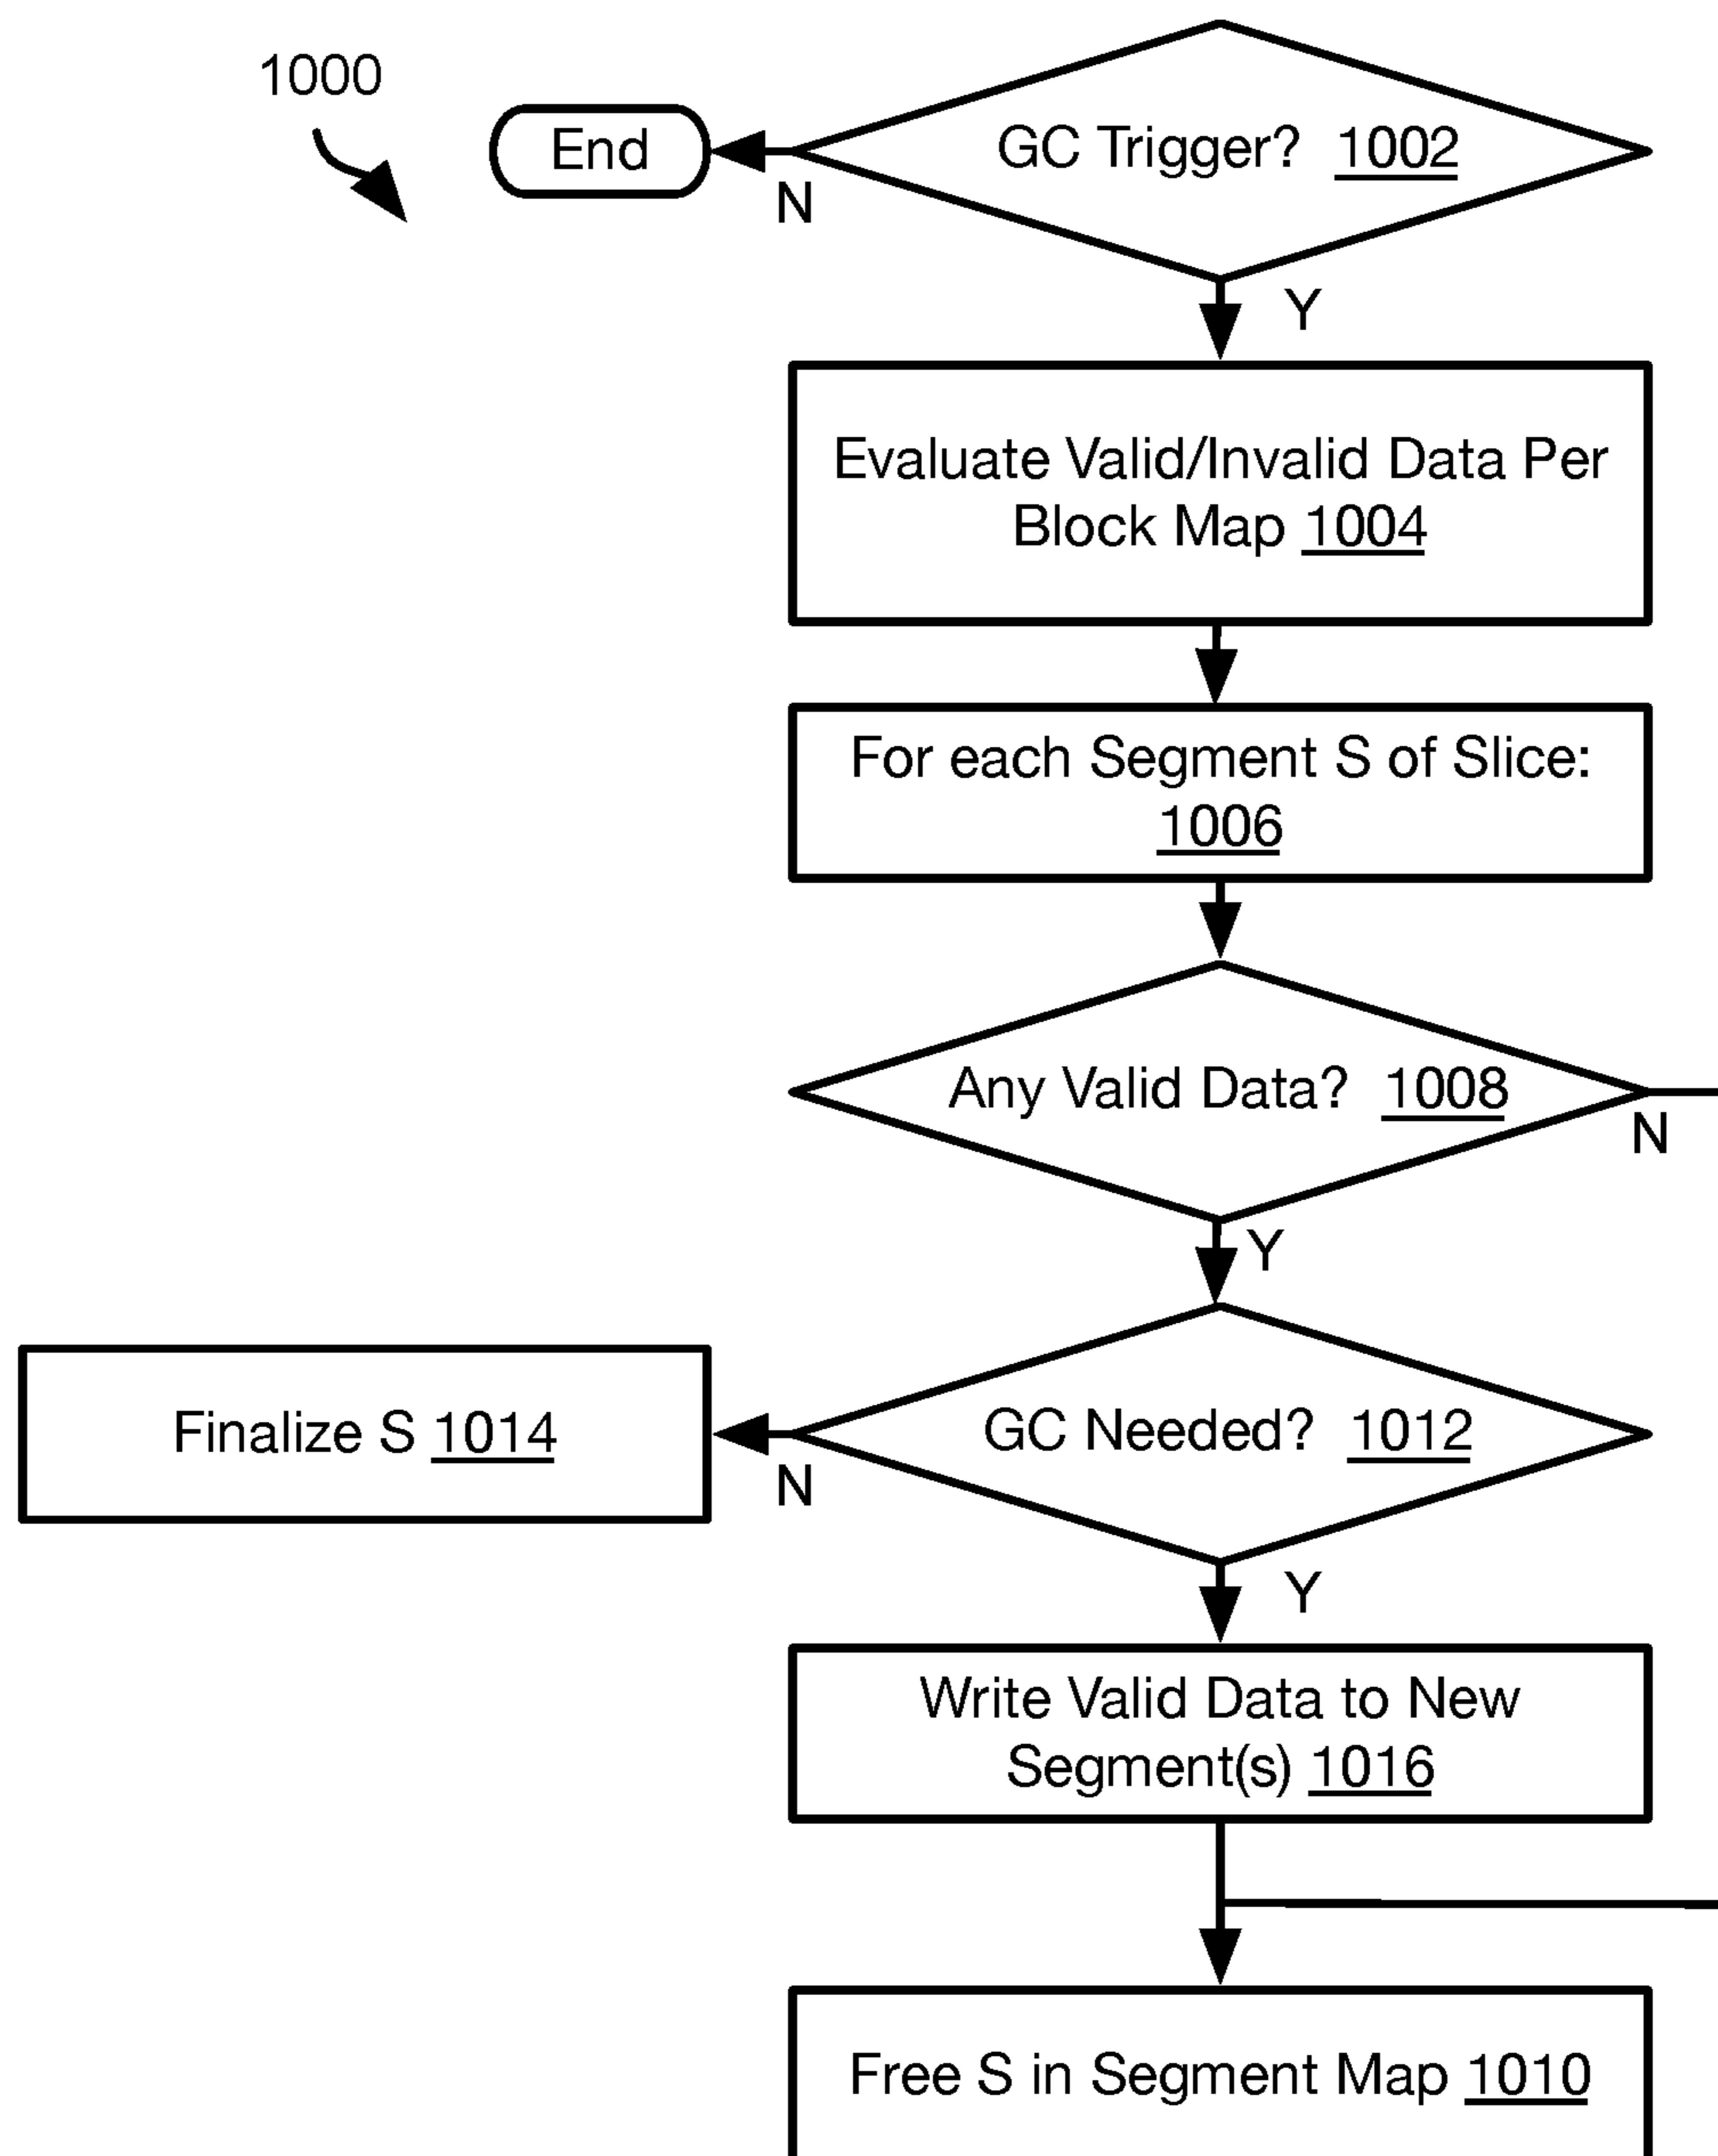 1000
End
GC Trigger? 1002
N
Y
Evaluate Valid/Invalid Data Per
Block Map 1004
For each Segment S of Slice:
1006
Any Valid Data? 1008
N
Y
Finalize S 1014
GC Needed? 1012
N
Y
Write Valid Data to New
Segment(s) 1016
Free S in Segment Map 1010